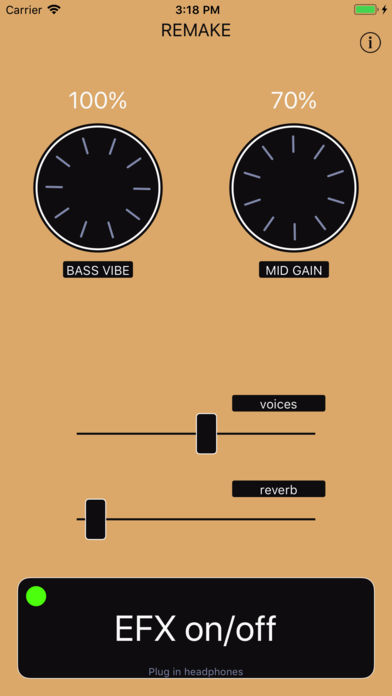 Carrier 3:18 PM
REMAKE
i
100% 70%
BASS VIBE MID GAIN
voices
reverb
EFX on/off
Plug in headphones